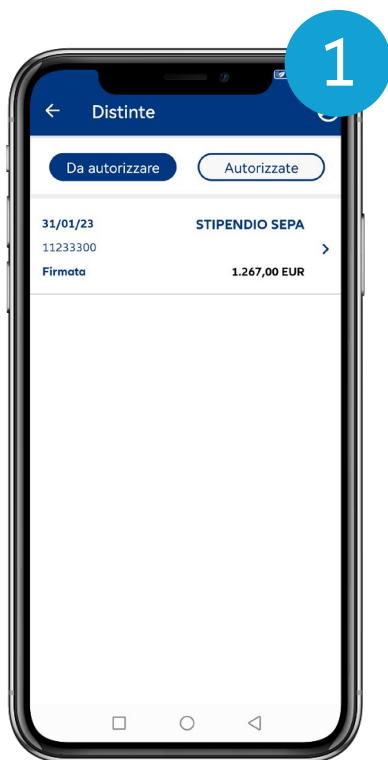 1
Distinte
Da autorizzare
Autorizzate
31/01/23
STIPENDIO SEPA
11233300
Firmata
1.267,00 EUR